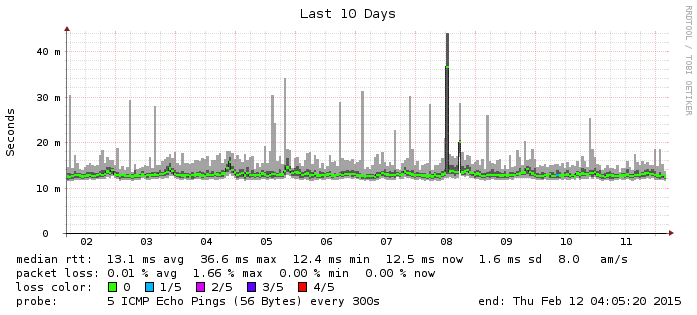 Last 10 Days
RRDTOOL / TOBI OETIKER
Seconds
40 m
30 m
20 m
10 m
0
02 03 04 05 06 07 08 09 10 11
median rtt: 13.1 ms avg 36.6 ms max 12.4 ms min 12.5 ms now 1.6 ms sd 8.0 am/s
packet loss: 0.01 % avg 1.66 % max 0.00 % min 0.00 % now
loss color: 0 1/5 2/5 3/5 4/5
probe: 5 ICMP Echo Pings (56 Bytes) every 300s end: Thu Feb 12 04:05:20 2015